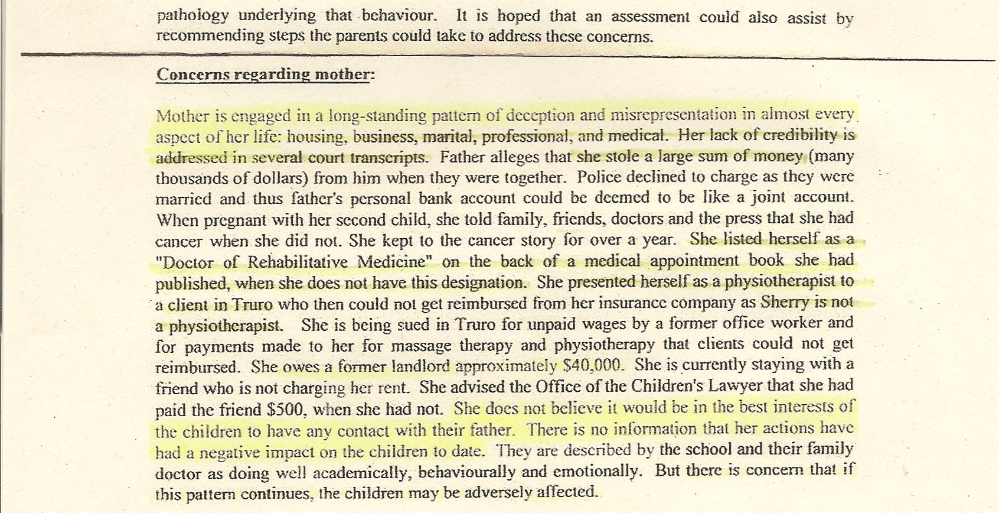 pathology underlying that behaviour. It is hoped that an assessment could also assist by
recommending steps the parents could take to address these concerns.
Concerns regarding mother:
Mother is engaged in a long-standing pattern of deception and misrepresentation in almost every
aspect of her life: housing, business, marital, professional, and medical. Her lack of credibility is
addressed in several court transcripts. Father alleges that she stole a large sum of money (many
thousands of dollars) from him when they were together. Police declined to charge as they were
married and thus father's personal bank account could be deemed to be like a joint account.
When pregnant with her second child, she told family, friends, doctors and the press that she had
cancer when she did not. She kept to the cancer story for over a year. She listed herself as a
"Doctor of Rehabilitative Medicine" on the back of a medical appointment book she had
published, when she does not have this designation. She presented herself as a physiotherapist to
a client in Truro who then could not get reimbursed from her insurance company as Sherry is not
a physiotherapist. She is being sued in Truro for unpaid wages by a former office worker and
for payments made to her for massage therapy and physiotherapy that clients could not get
reimbursed. She owes a former landlord approximately $40,000. She is currently staying with a
friend who is not charging her rent. She advised the Office of the Children's Lawyer that she had
paid the friend $500, when she had not. She does not believe it would be in the best interests of
the children to have any contact with their father. There is no information that her actions have
had a negative impact on the children to date. They are described by the school and their family
doctor as doing well academically, behaviourally and emotionally. But there is concern that if
this pattern continues, the children may be adversely affected.